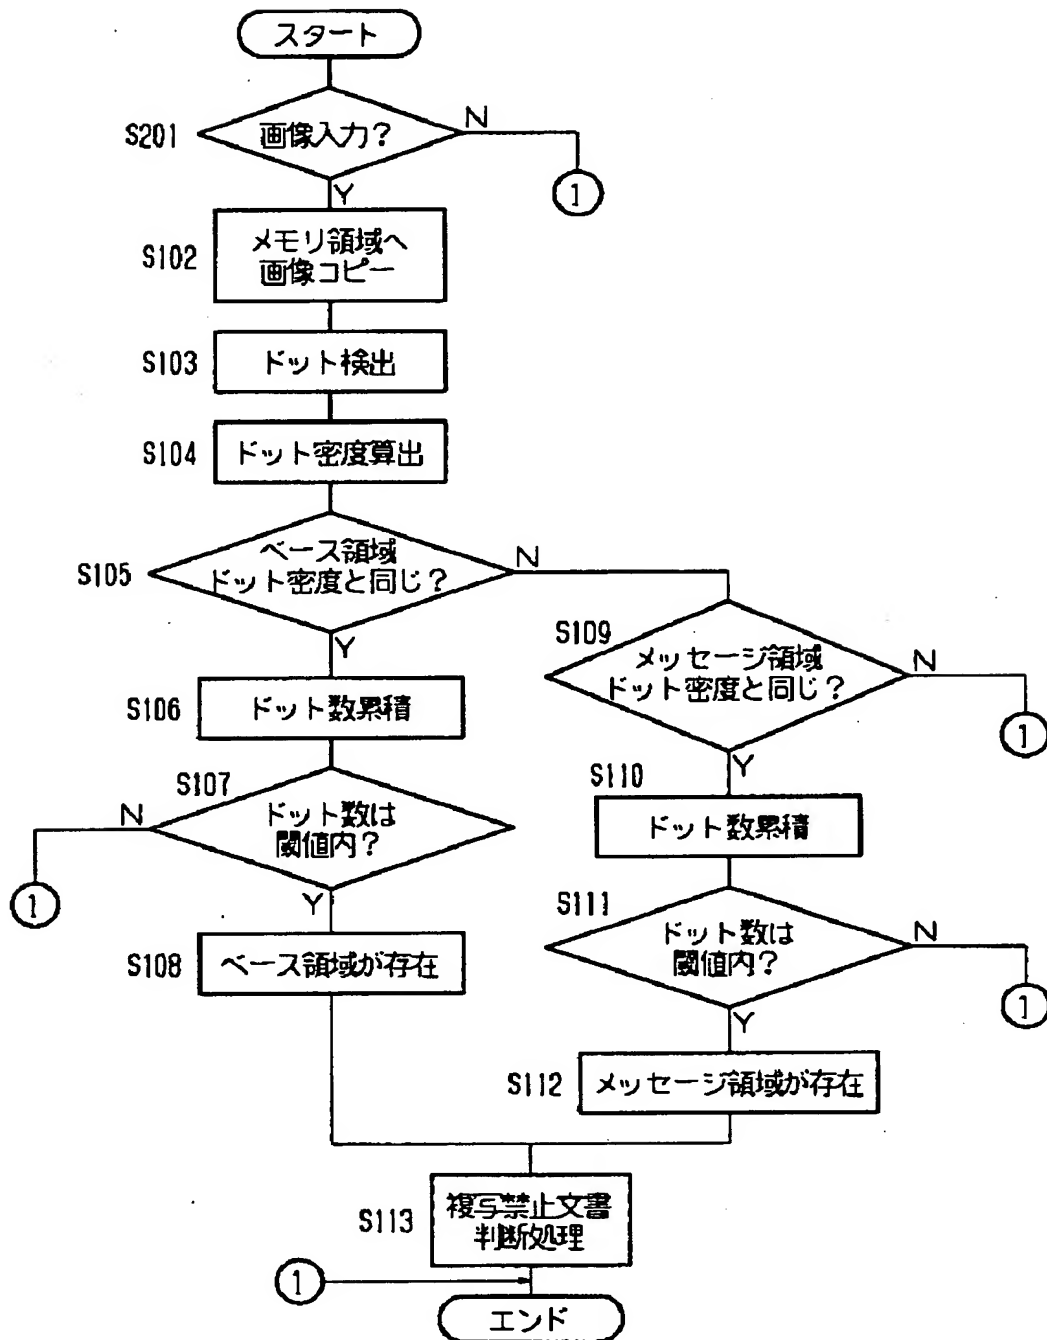 スタート
S201
画像入力?
N
1
Y
S102
メモリ領域へ
画像コピー
S103
ドット検出
S104
ドット密度算出
S105
ベース領域
ドット密度と同じ?
N
Y
S109
メッセージ領域
ドット密度と同じ?
N
1
Y
S106
ドット数累積
S107
ドット数は
閾値内?
N
1
Y
S110
ドット数累積
S111
ドット数は
閾値内?
N
1
Y
S108
ベース領域が存在
S112
メッセージ領域が存在
S113
複写禁止文書
判断処理
1
エンド